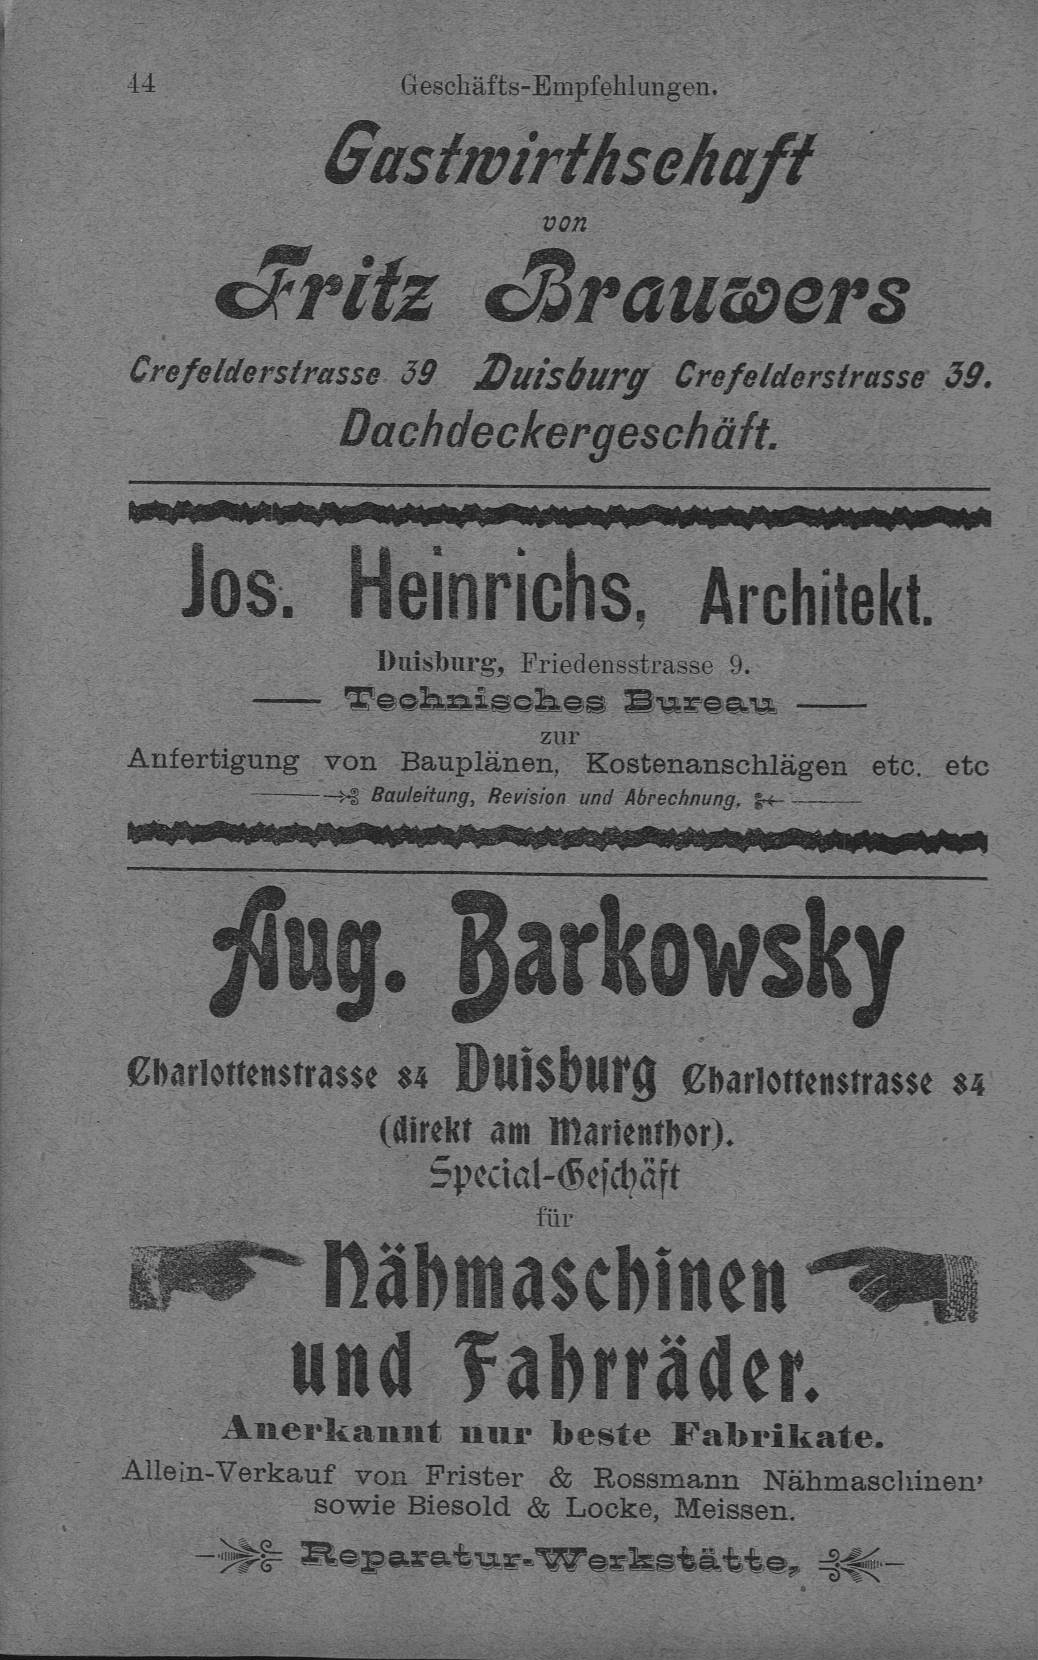 44 Geschäfts-Empfehlungen.
Gastwirthschaft
von
Fritz Brauwers
Crefelderstrasse 39 Duisburg Crefelderstrasse 39.
Dachdeckergeschäft.
Jos. Heinrichs, Architekt.
Duisburg, Friedensstrasse 9.
Technisches Bureau
zur
Anfertigung von Bauplänen, Kostenanschlägen etc. etc
Bauleitung, Revision und Abrechnung.
Aug. Barkowsky
Charlottenstrasse 84 Duisburg Charlottenstrasse 84
(direkt am Marienthor).
Special-Geschäft
für
Nähmaschinen
und Fahrräder.
Anerkannt nur beste Fabrikate.
Allein-Verkauf von Frister & Rossmann Nähmaschinen'
sowie Biesold & Locke, Meissen.
Reparatur-Werkstätte,